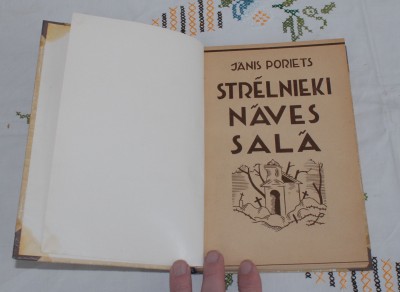 JANIS PORIETS
STRĒLNIEKI
NĀVES
SALĀ